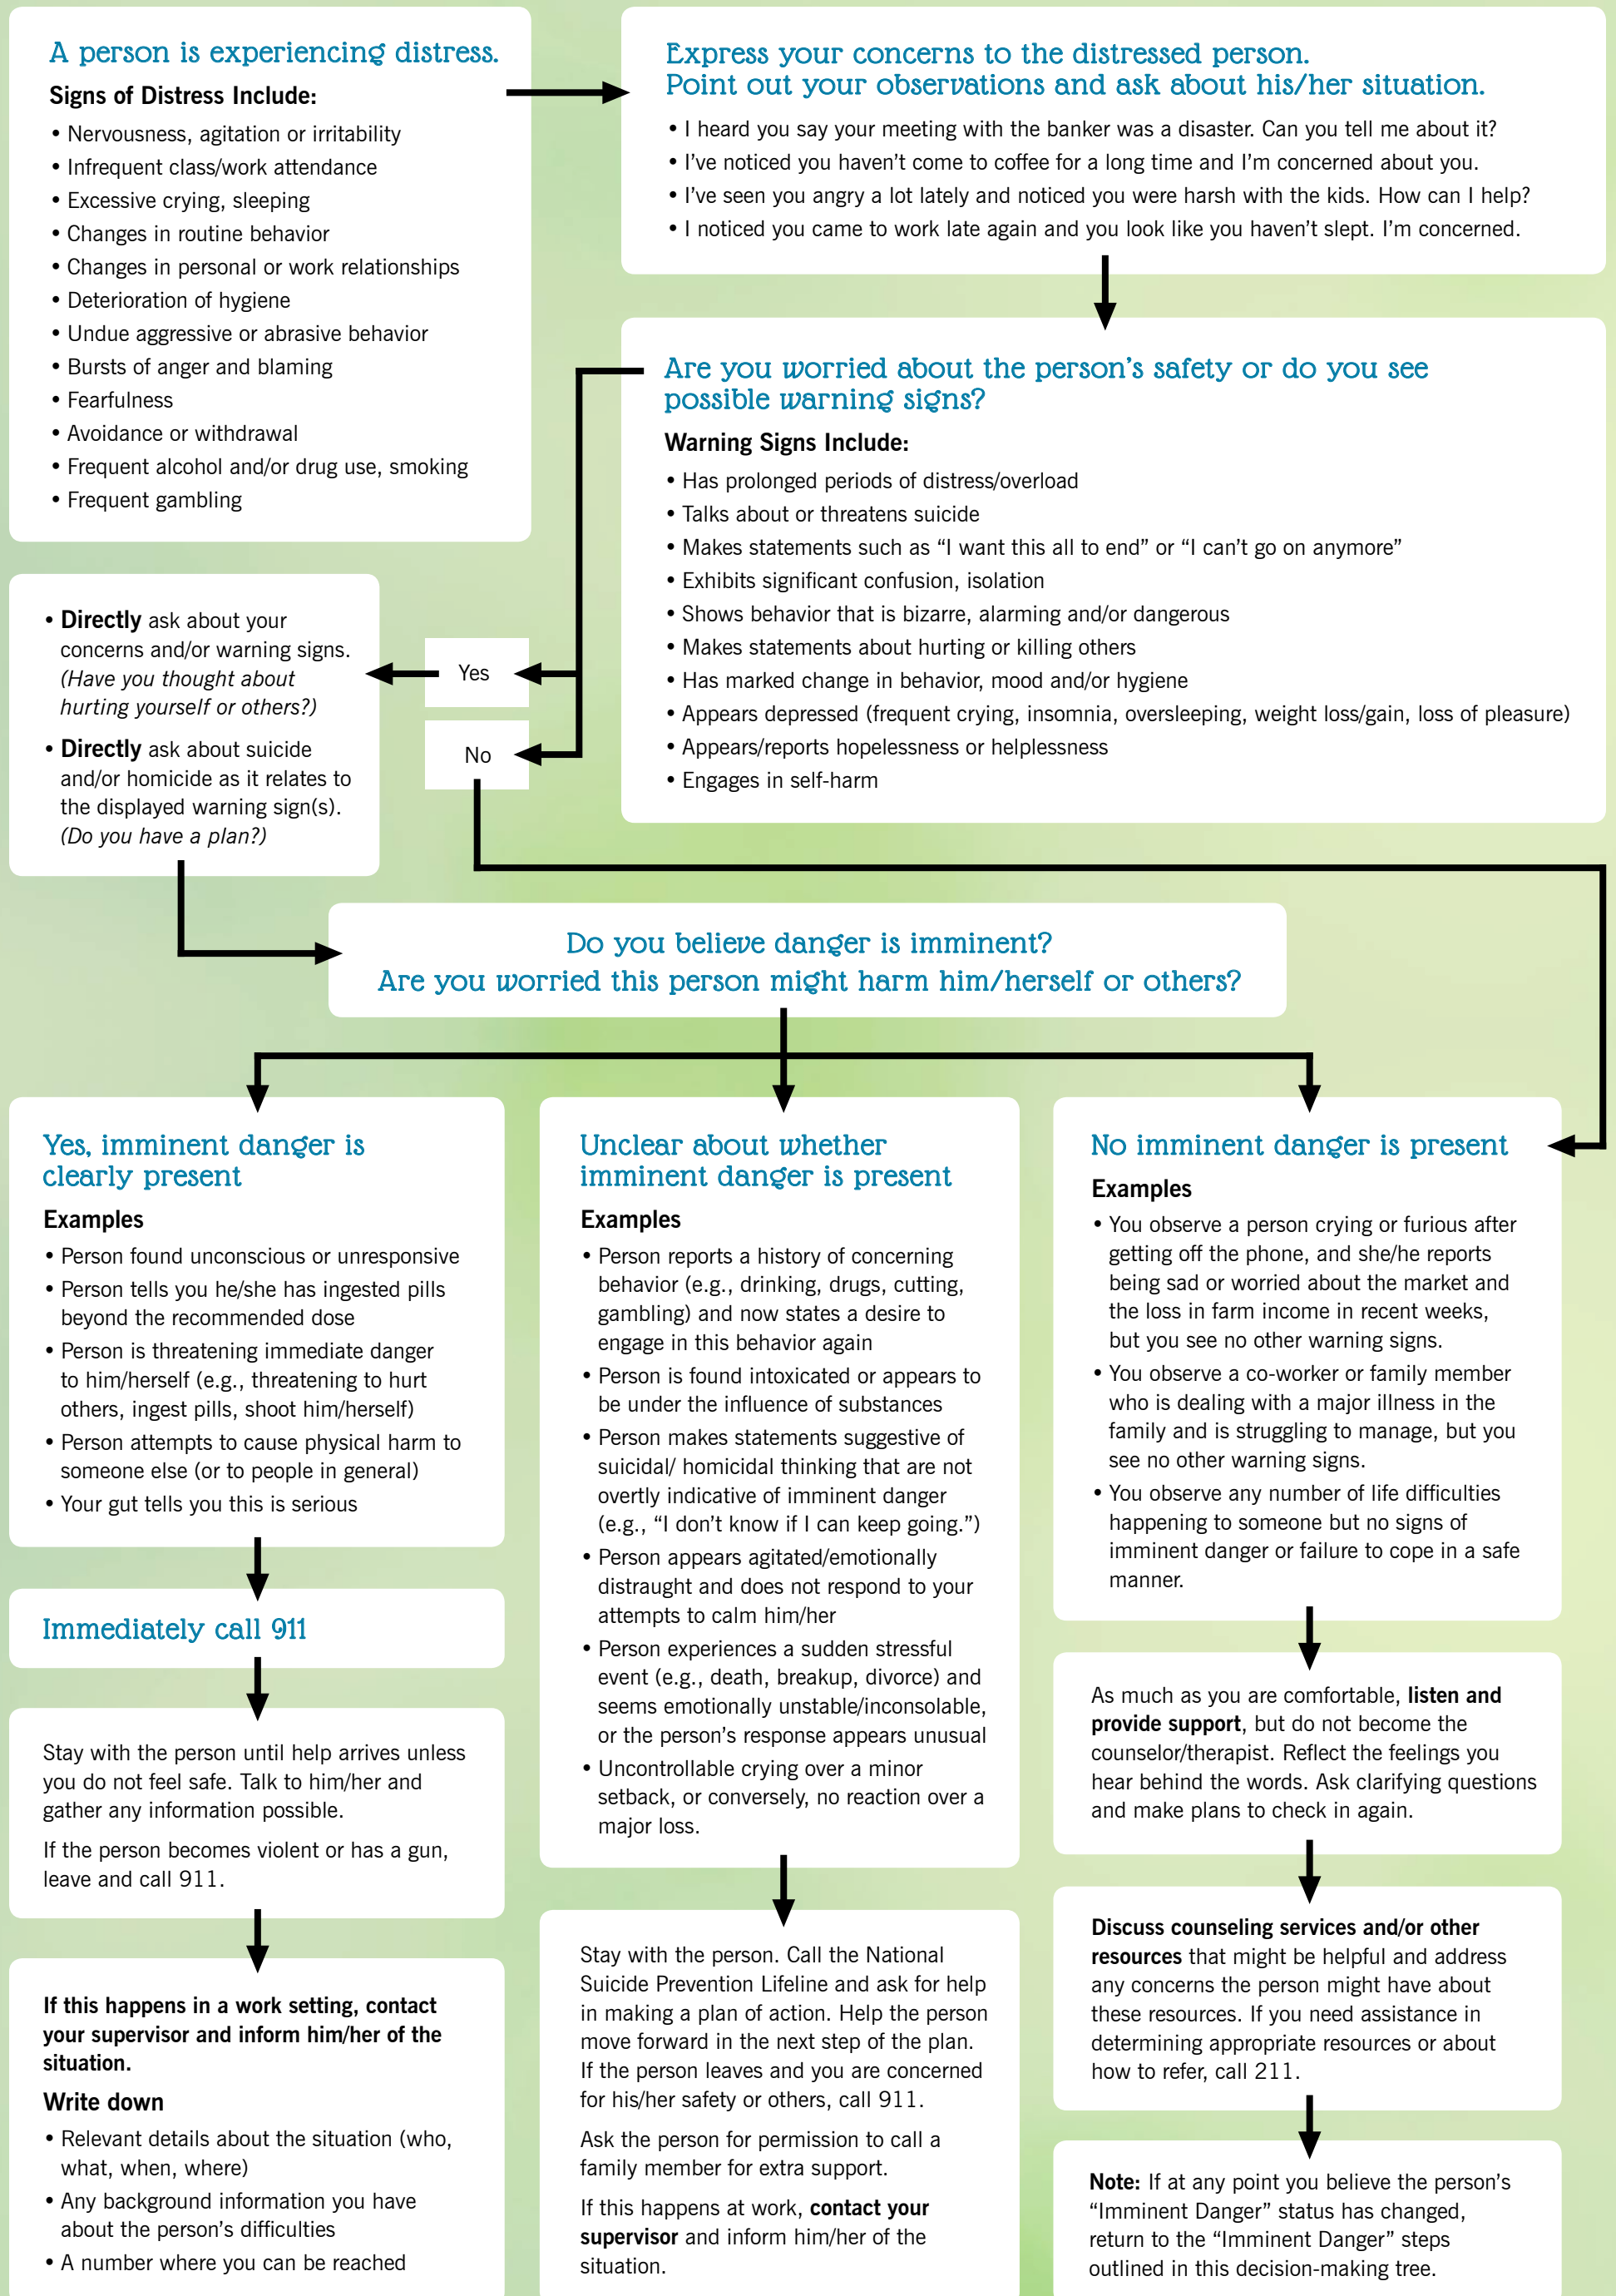 A person is experiencing distress.
Signs of Distress Include:
• Nervousness, agitation or irritability
• Infrequent class/work attendance
• Excessive crying, sleeping
• Changes in routine behavior
• Changes in personal or work relationships
• Deterioration of hygiene
• Undue aggressive or abrasive behavior
• Bursts of anger and blaming
• Fearfulness
• Avoidance or withdrawal
• Frequent alcohol and/or drug use, smoking
• Frequent gambling
Express your concerns to the distressed person.
Point out your observations and ask about his/her situation.
• I heard you say your meeting with the banker was a disaster. Can you tell me about it?
• I've noticed you haven't come to coffee for a long time and I'm concerned about you.
• I've seen you angry a lot lately and noticed you were harsh with the kids. How can I help?
• I noticed you came to work late again and you look like you haven't slept. I'm concerned.
Are you worried about the person's safety or do you see
possible warning signs?
Warning Signs Include:
• Has prolonged periods of distress/overload
• Talks about or threatens suicide
• Makes statements such as “I want this all to end” or “I can't go on anymore”
• Exhibits significant confusion, isolation
• Shows behavior that is bizarre, alarming and/or dangerous
• Makes statements about hurting or killing others
• Has marked change in behavior, mood and/or hygiene
• Appears depressed (frequent crying, insomnia, oversleeping, weight loss/gain, loss of pleasure)
• Appears/reports hopelessness or helplessness
• Engages in self-harm
Yes
No
• Directly ask about your
concerns and/or warning signs.
(Have you thought about
hurting yourself or others?)
• Directly ask about suicide
and/or homicide as it relates to
the displayed warning sign(s).
(Do you have a plan?)
Do you believe danger is imminent?
Are you worried this person might harm him/herself or others?
Yes, imminent danger is
clearly present
Examples
• Person found unconscious or unresponsive
• Person tells you he/she has ingested pills
beyond the recommended dose
• Person is threatening immediate danger
to him/herself (e.g., threatening to hurt
others, ingest pills, shoot him/herself)
• Person attempts to cause physical harm to
someone else (or to people in general)
• Your gut tells you this is serious
Immediately call 911
Stay with the person until help arrives unless
you do not feel safe. Talk to him/her and
gather any information possible.
If the person becomes violent or has a gun,
leave and call 911.
If this happens in a work setting, contact
your supervisor and inform him/her of the
situation.
Write down
• Relevant details about the situation (who,
what, when, where)
• Any background information you have
about the person's difficulties
• A number where you can be reached
Unclear about whether
imminent danger is present
Examples
• Person reports a history of concerning
behavior (e.g., drinking, drugs, cutting,
gambling) and now states a desire to
engage in this behavior again
• Person is found intoxicated or appears to
be under the influence of substances
• Person makes statements suggestive of
suicidal/ homicidal thinking that are not
overtly indicative of imminent danger
(e.g., “I don't know if I can keep going.”)
• Person appears agitated/emotionally
distraught and does not respond to your
attempts to calm him/her
• Person experiences a sudden stressful
event (e.g., death, breakup, divorce) and
seems emotionally unstable/inconsolable,
or the person's response appears unusual
• Uncontrollable crying over a minor
setback, or conversely, no reaction over a
major loss.
Stay with the person. Call the National
Suicide Prevention Lifeline and ask for help
in making a plan of action. Help the person
move forward in the next step of the plan.
If the person leaves and you are concerned
for his/her safety or others, call 911.
Ask the person for permission to call a
family member for extra support.
If this happens at work, contact your
supervisor and inform him/her of the
situation.
No imminent danger is present
Examples
• You observe a person crying or furious after
getting off the phone, and she/he reports
being sad or worried about the market and
the loss in farm income in recent weeks,
but you see no other warning signs.
• You observe a co-worker or family member
who is dealing with a major illness in the
family and is struggling to manage, but you
see no other warning signs.
• You observe any number of life difficulties
happening to someone but no signs of
imminent danger or failure to cope in a safe
manner.
As much as you are comfortable, listen and
provide support, but do not become the
counselor/therapist. Reflect the feelings you
hear behind the words. Ask clarifying questions
and make plans to check in again.
Discuss counseling services and/or other
resources that might be helpful and address
any concerns the person might have about
these resources. If you need assistance in
determining appropriate resources or about
how to refer, call 211.
Note: If at any point you believe the person's
“Imminent Danger” status has changed,
return to the “Imminent Danger” steps
outlined in this decision-making tree.